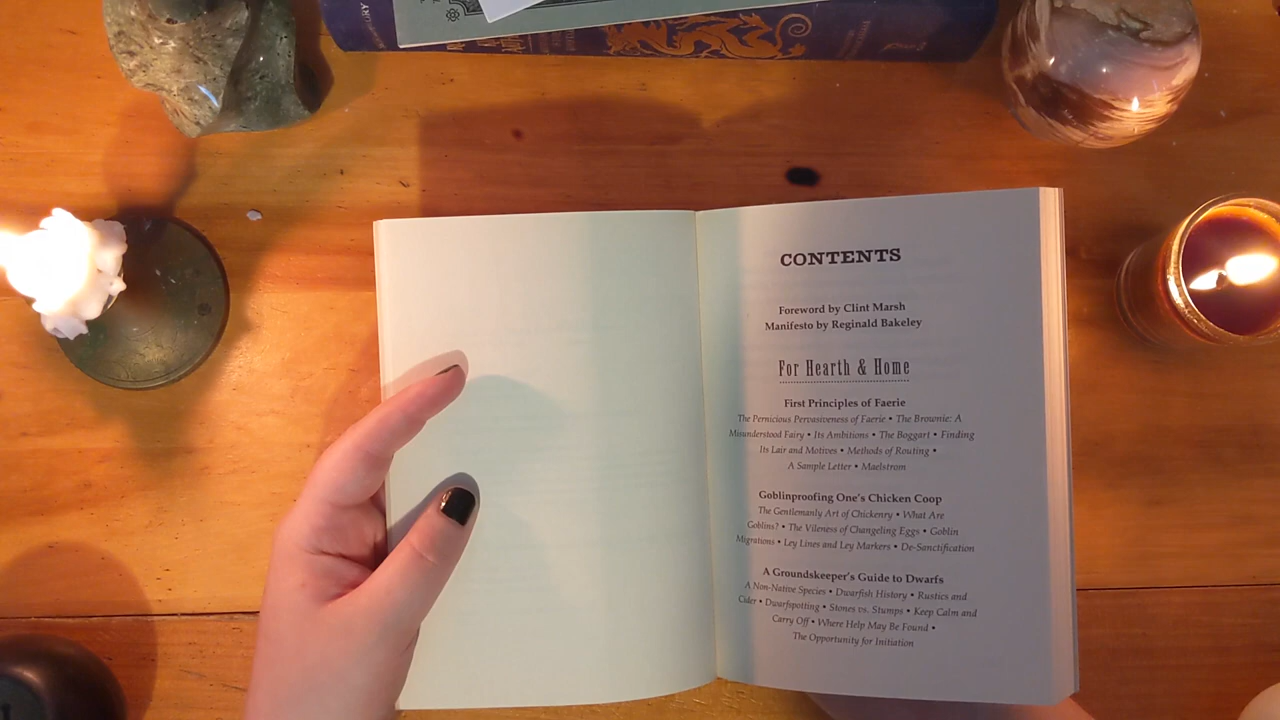 CONTENTS
Foreword by Clint Marsh
Manifesto by Reginald Bakeley
For Hearth & Home
First Principles of Faerie
The Pernicious Pervasiveness of Faerie • The Brownie: A
Misunderstood Fairy • Its Ambitions • The Boggart • Finding
Its Lair and Motives • Methods of Routing •
A Sample Letter • Maelstrom
Goblinproofing One's Chicken Coop
The Gentlemanly Art of Chickenry • What Are
Goblins? • The Vileness of Changeling Eggs • Goblin
Migrations • Ley Lines and Ley Markers • De-Sanctification
A Groundskeeper's Guide to Dwarfs
A Non-Native Species • Dwarfish History • Rustics and
Cider • Dwarfspotting • Stones vs. Stumps • Keep Calm and
Carry Off • Where Help May Be Found •
The Opportunity for Initiation